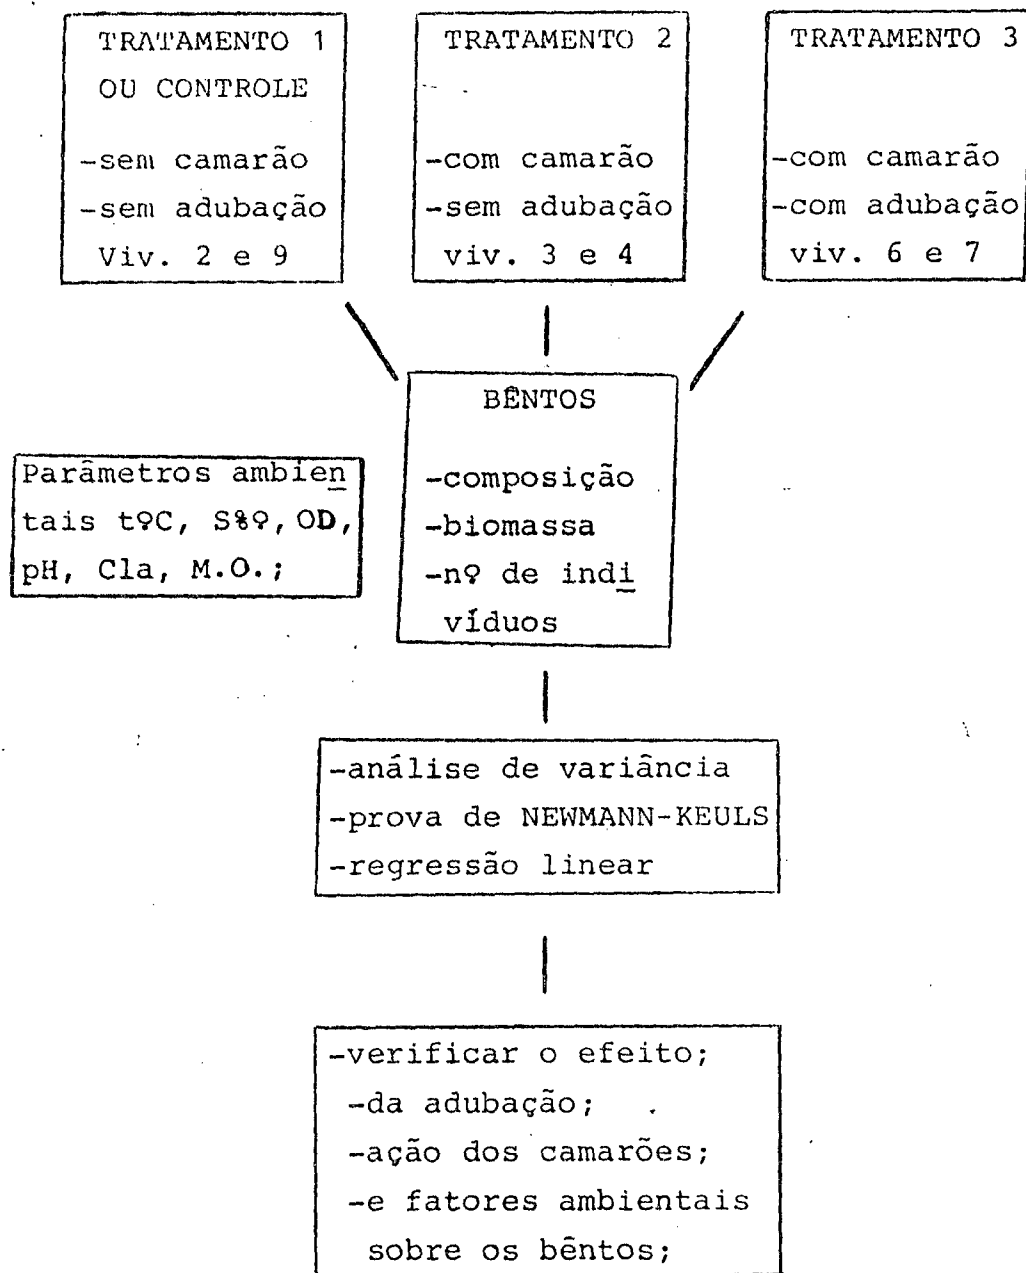 TRATAMENTO 1
OU CONTROLE
-sem camarão
-sem adubação
Viv. 2 e 9
TRATAMENTO 2
-com camarão
-sem adubação
viv. 3 e 4
TRATAMENTO 3
-com camarão
-com adubação
viv. 6 e 7
BÊNTOS
-composição
-biomassa
-nº de indi
víduos
Parâmetros ambien
tais tºC, S%º, OD,
pH, Cla, M.O.;
-análise de variância
-prova de NEWMANN-KEULS
-regressão linear
-verificar o efeito;
-da adubação;
-ação dos camarões;
-e fatores ambientais
sobre os bêntos;